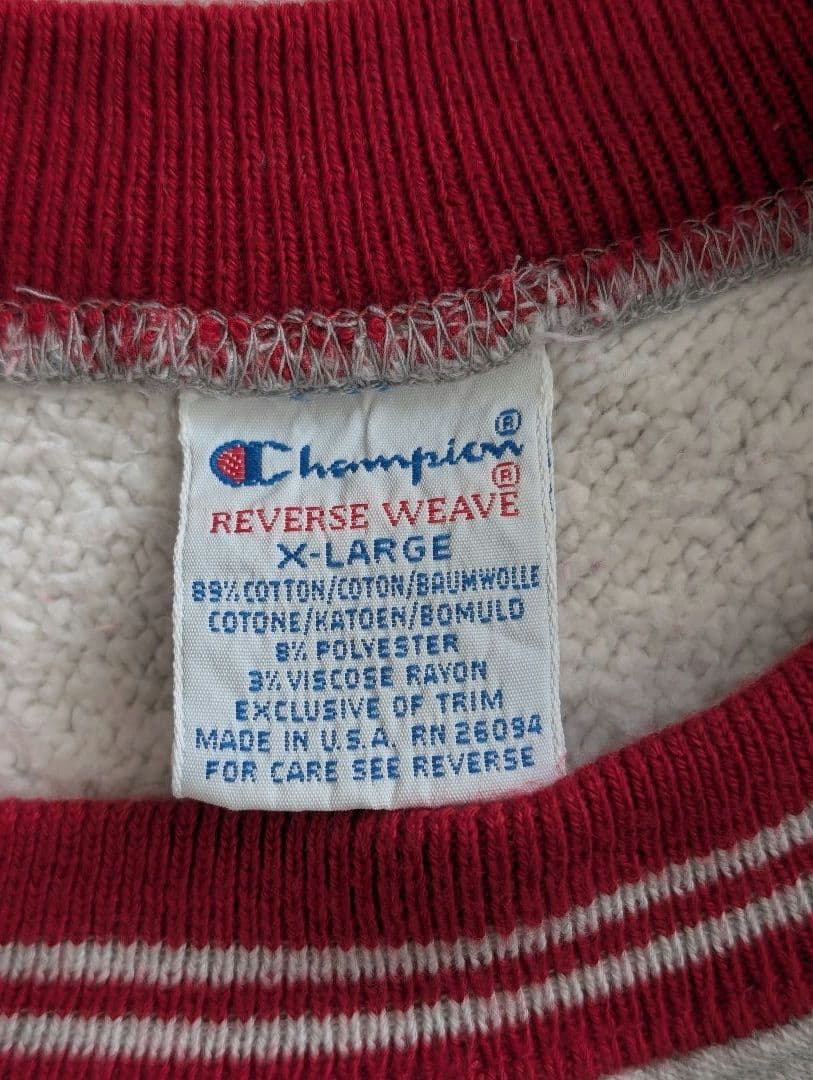 Champion®
REVERSE WEAVE®
X-LARGE
89% COTTON/COTON/BAUMWOLLE
COTONE/KATOEN/BOMULD
8% POLYESTER
3% VISCOSE RAYON
EXCLUSIVE OF TRIM
MADE IN U.S.A. RN 26094
FOR CARE SEE REVERSE